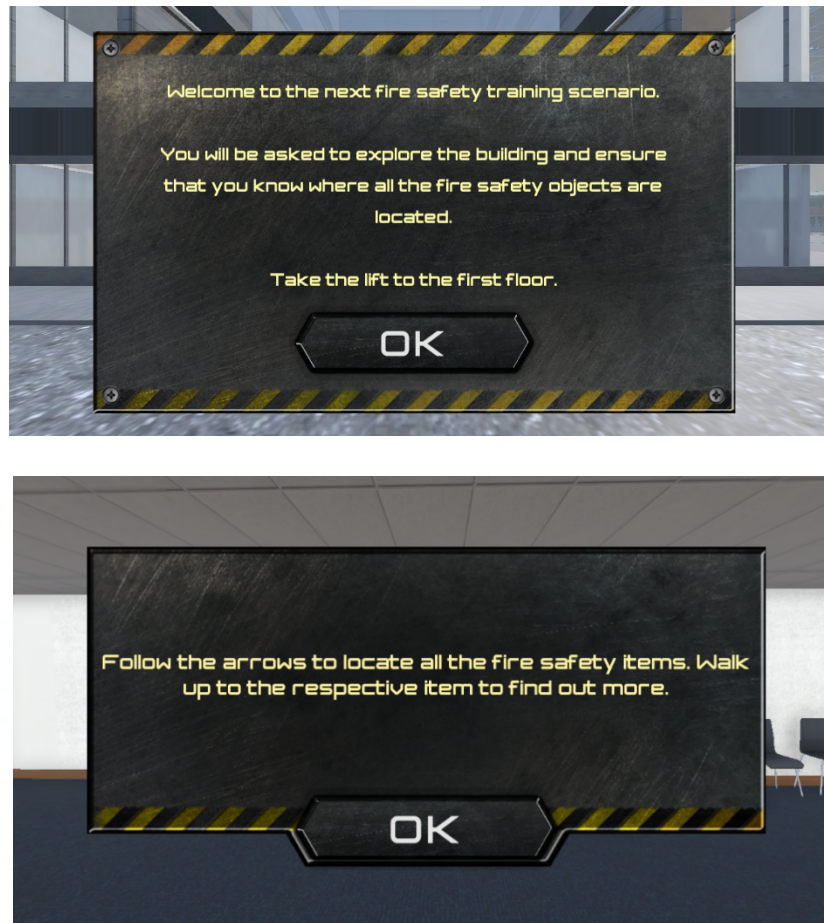 Welcome to the next fire safety training scenario.
You will be asked to explore the building and ensure
that you know where all the fire safety objects are
located.
Take the lift to the first floor.
OK
Follow the arrows to locate all the fire safety items. Walk
up to the respective item to find out more.
OK